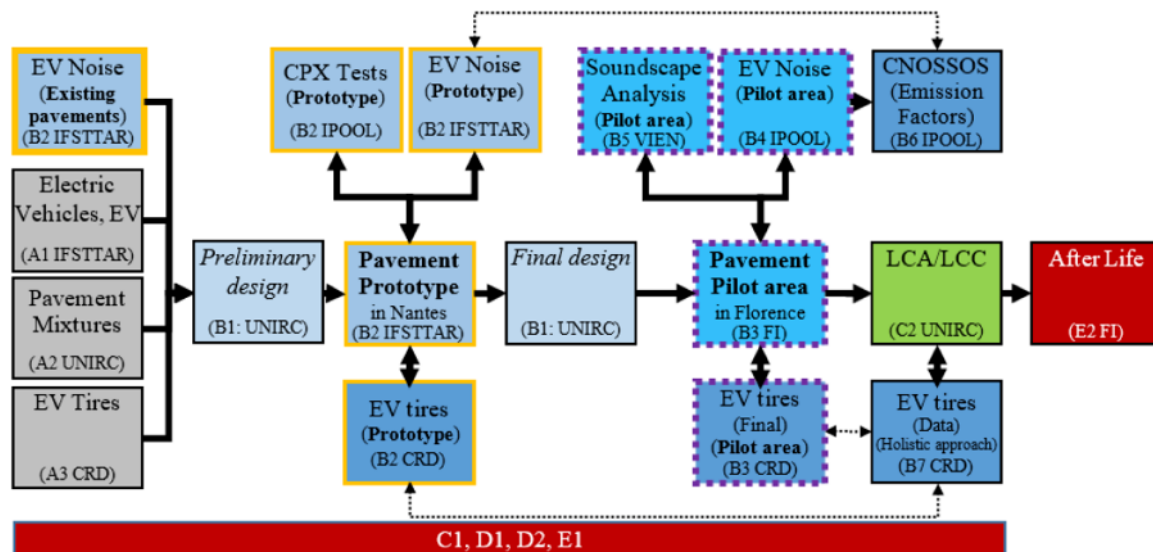 EV Noise
(Existing
pavements)
(B2 IFSTTAR)
Electric
Vehicles, EV
(A1 IFSTTAR)
Pavement
Mixtures
(A2 UNIRC)
EV Tires
(A3 CRD)
Preliminary
design
(B1: UNIRC)
CPX Tests
(Prototype)
(B2 IPOOL)
EV Noise
(Prototype)
(B2 IFSTTAR)
Pavement
Prototype
in Nantes
(B2 IFSTTAR)
EV tires
(Prototype)
(B2 CRD)
Final design
(B1: UNIRC)
Soundscape
Analysis
(Pilot area)
(B5 VIEN)
EV Noise
(Pilot area)
(B4 IPOOL)
Pavement
Pilot area
in Florence
(B3 FI)
EV tires
(Final)
(Pilot area)
(B3 CRD)
CNOSSOS
(Emission
Factors)
(B6 IPOOL)
LCA/LCC
(C2 UNIRC)
EV tires
(Data)
(Holistic approach)
(B7 CRD)
After Life
(E2 FI)
C1, D1, D2, E1